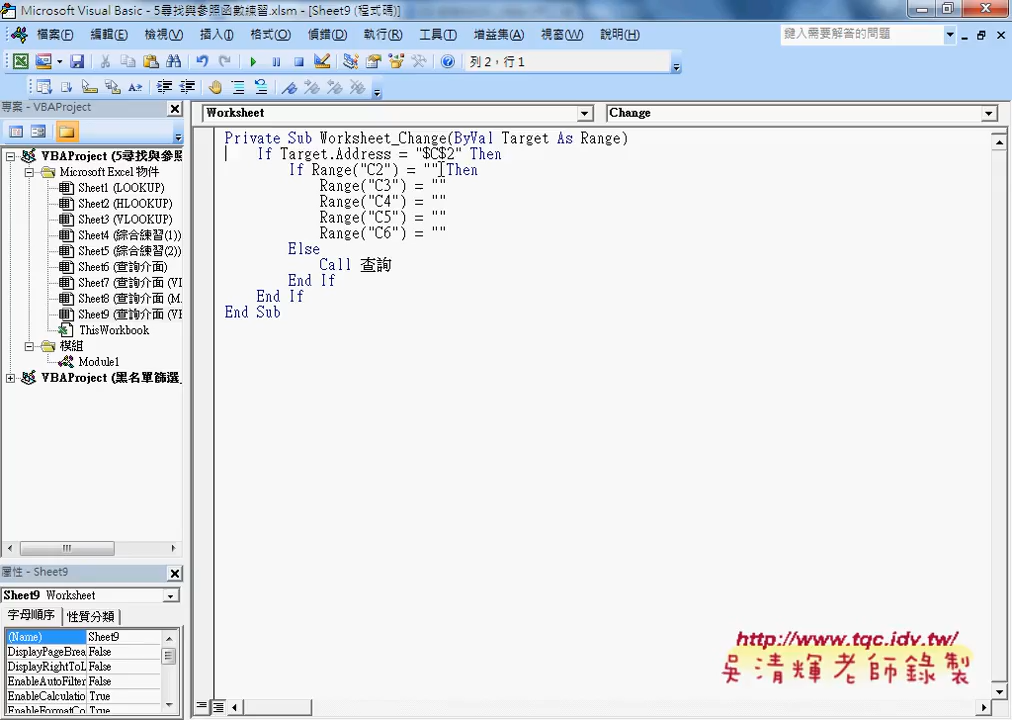 Microsoft Visual Basic - 5尋找與參照函數練習.xlsm - [Sheet9 (程式碼)]
檔案(F) 編輯(E) 檢視(V) 插入(I) 格式(O) 偵錯(D) 執行(R) 工具(T) 增益集(A) 視窗(W) 說明(H) 鍵入需要解答的問題
列 2，行 1
專案 - VBAProject
Worksheet Change
VBAProject (5尋找與參照
Microsoft Excel 物件
Sheet1 (LOOKUP)
Sheet2 (HLOOKUP)
Sheet3 (VLOOKUP)
Sheet4 (綜合練習(1))
Sheet5 (綜合練習(2))
Sheet6 (查詢介面)
Sheet7 (查詢介面 (VI
Sheet8 (查詢介面 (M.
Sheet9 (查詢介面 (VB
ThisWorkbook
模組
Module1
VBAProject (黑名單篩選
Private Sub Worksheet_Change(ByVal Target As Range)
If Target.Address = "$C$2" Then
If Range("C2") = "" Then
Range("C3") = ""
Range("C4") = ""
Range("C5") = ""
Range("C6") = ""
Else
Call 查詢
End If
End If
End Sub
屬性 - Sheet9
Sheet9 Worksheet
字母順序 性質分類
(Name) Sheet9
DisplayPageBrea False
DisplayRightToL False
EnableAutoFilter False
EnableCalculatio True
EnableFormatCo True
http://www.tqc.idv.tw/
吳清輝老師錄製